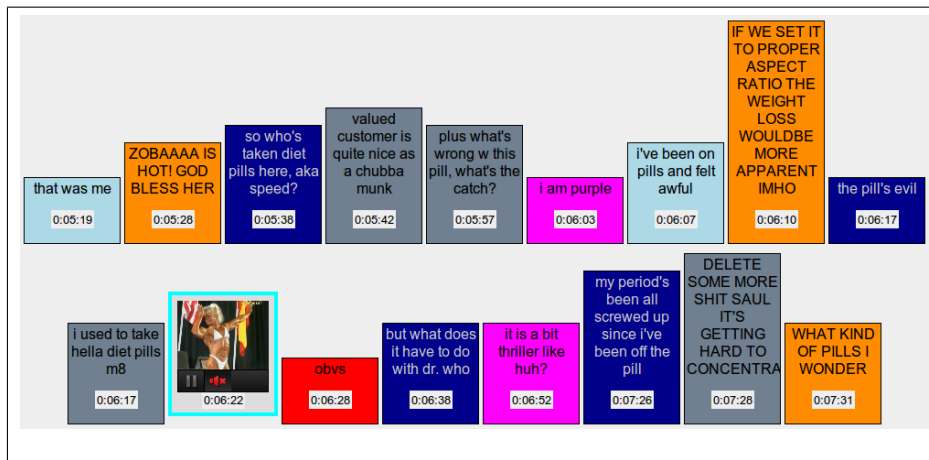 that was me
0:05:19
ZOBAAAA IS
HOT! GOD
BLESS HER
0:05:28
so who's
taken diet
pills here, aka
speed?
0:05:38
valued
customer is
quite nice as
a chubba
munk
0:05:42
plus what's
wrong w this
pill, what's the
catch?
0:05:57
i am purple
0:06:03
i've been on
pills and felt
awful
0:06:07
IF WE SET IT
TO PROPER
ASPECT
RATIO THE
WEIGHT
LOSS
WOULDBE
MORE
APPARENT
IMHO
0:06:10
the pill's evil
0:06:17
i used to take
hella diet pills
m8
0:06:17
0:06:22
obvs
0:06:28
but what does
it have to do
with dr. who
0:06:38
it is a bit
thriller like
huh?
0:06:52
my period's
been all
screwed up
since i've
been off the
pill
0:07:26
DELETE
SOME MORE
SHIT SAUL
IT'S
GETTING
HARD TO
CONCENTRA
0:07:28
WHAT KIND
OF PILLS I
WONDER
0:07:31